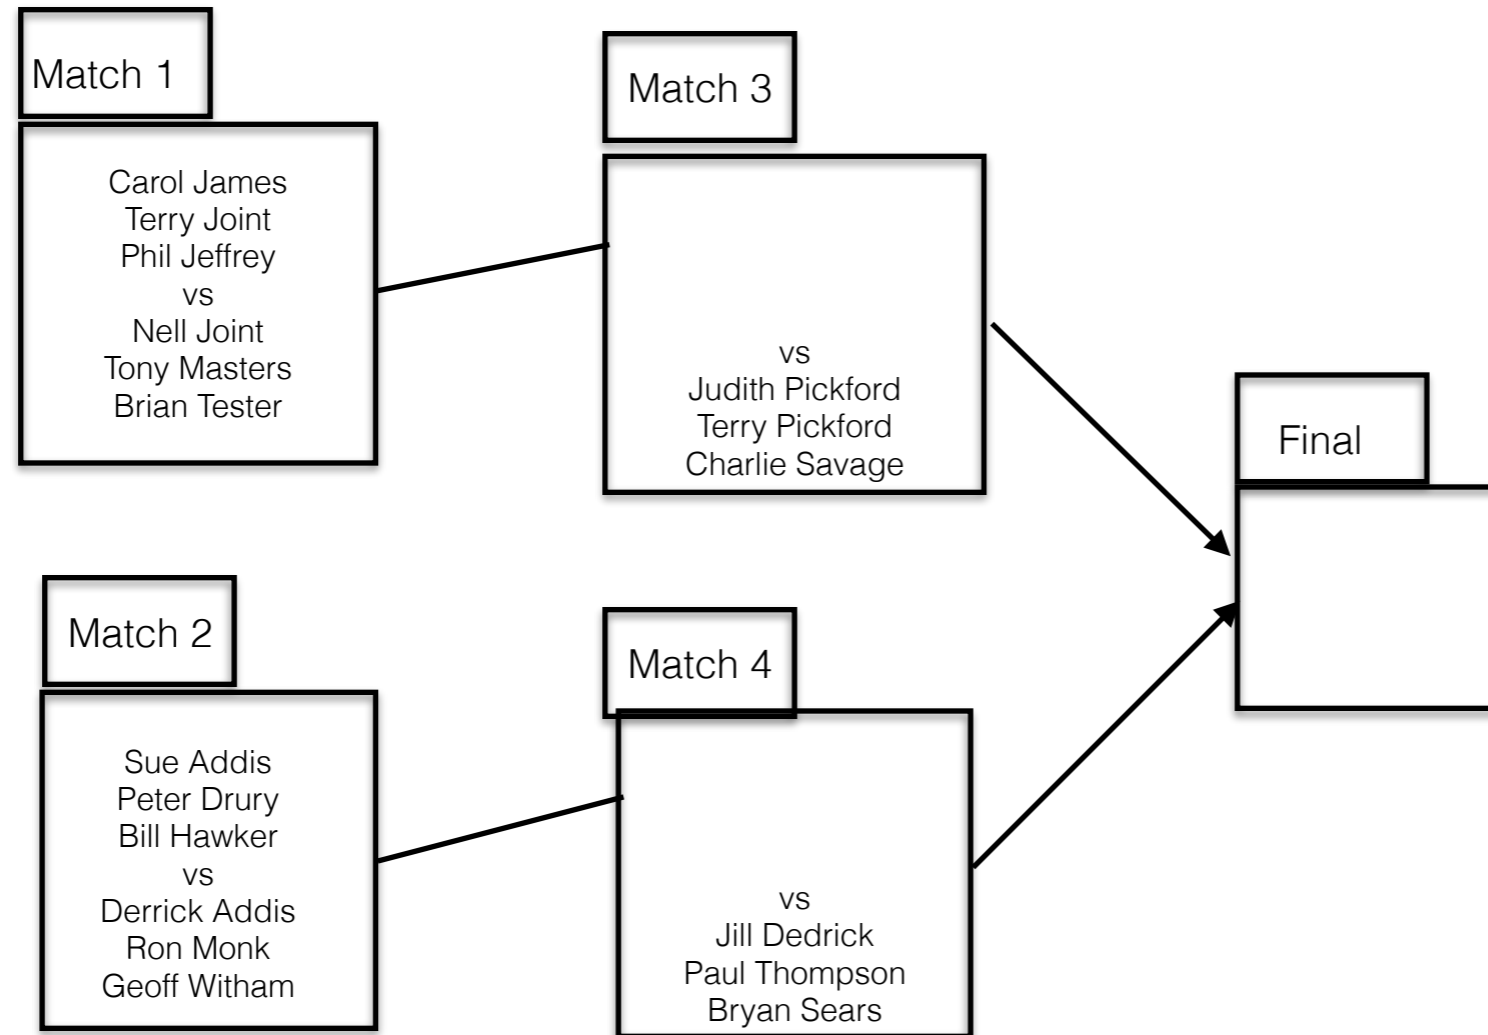 Match 1
Carol James
Terry Joint
Phil Jeffrey
vs
Nell Joint
Tony Masters
Brian Tester
Match 2
Sue Addis
Peter Drury
Bill Hawker
vs
Derrick Addis
Ron Monk
Geoff Witham
Match 3
vs
Judith Pickford
Terry Pickford
Charlie Savage
Match 4
vs
Jill Dedrick
Paul Thompson
Bryan Sears
Final